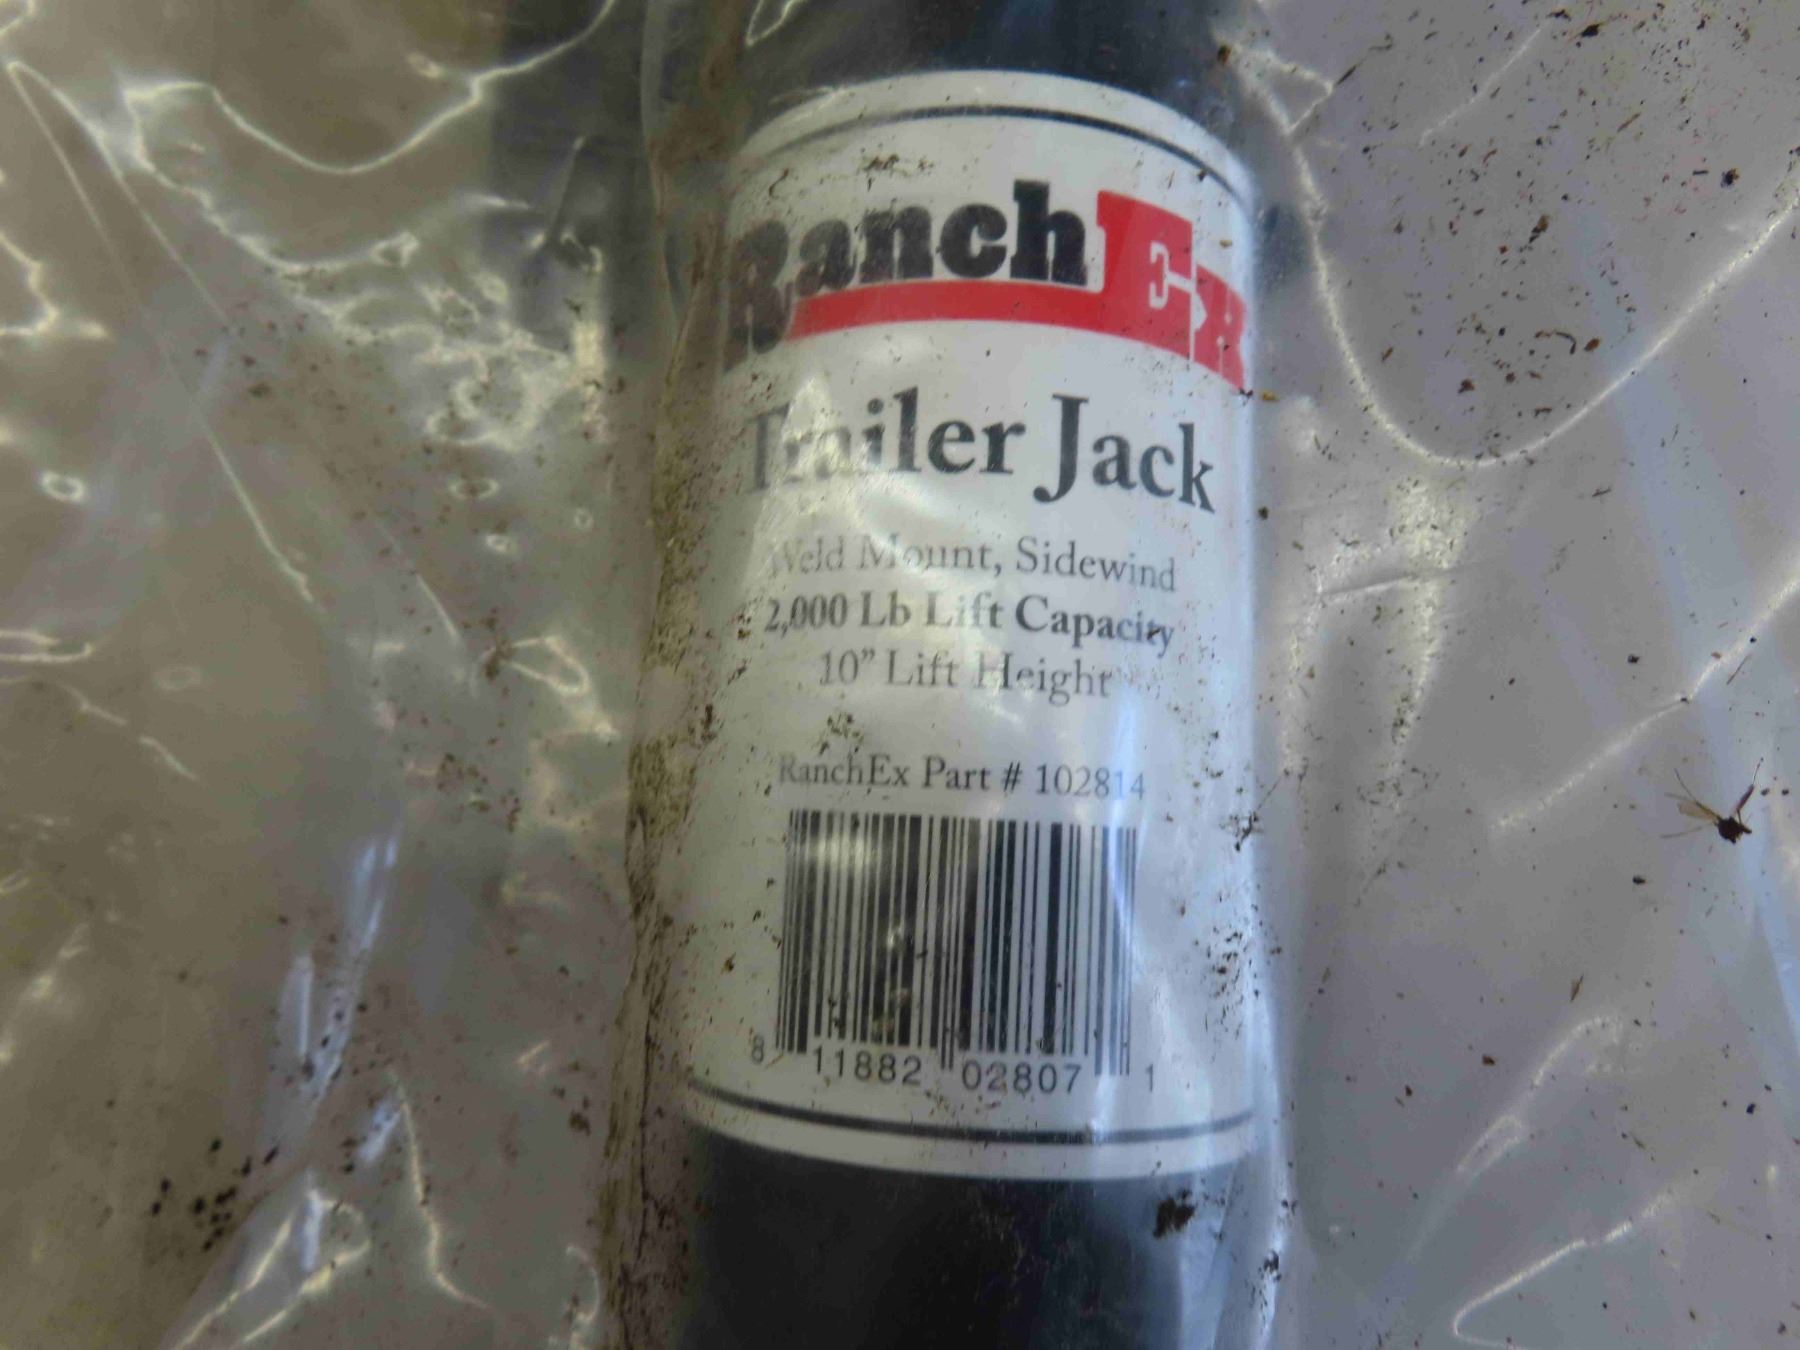 RanchEx
Trailer Jack
Weld Mount, Sidewind
2,000 Lb Lift Capacity
10” Lift Height
RanchEx Part # 102814
8 11882 02807 1